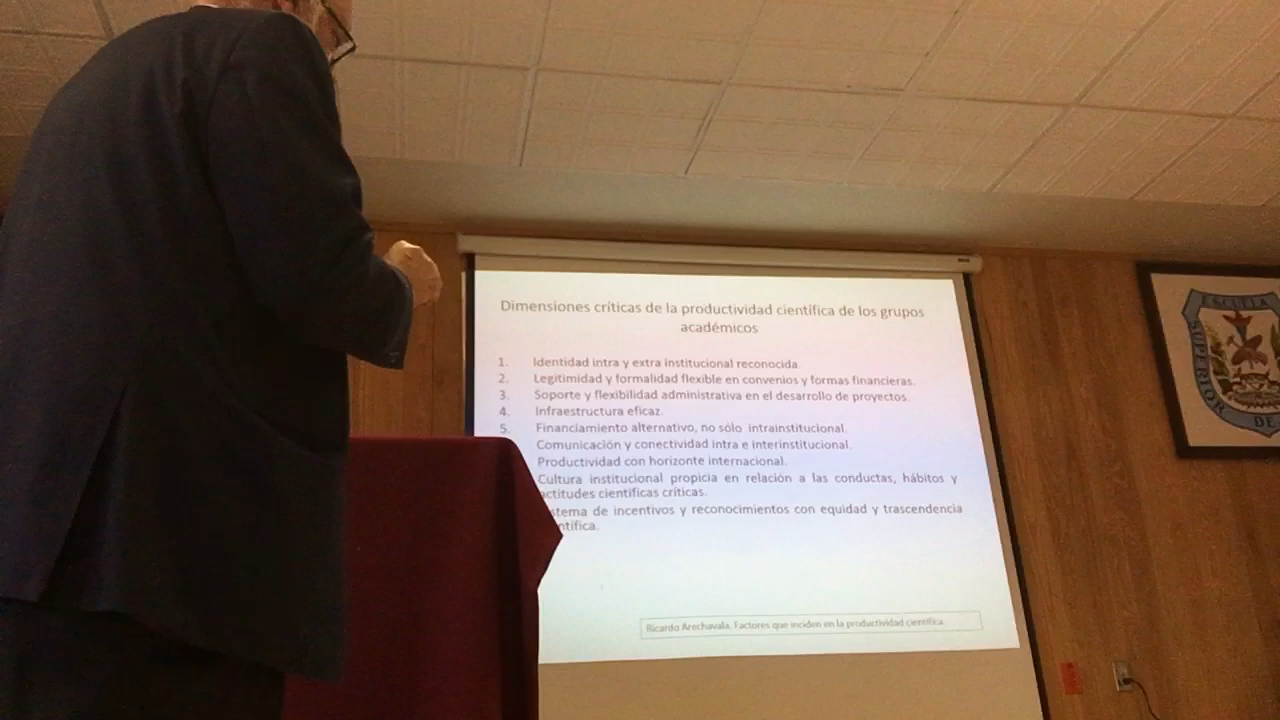 Dimensiones críticas de la productividad científica de los grupos
académicos
1. Identidad intra y extra institucional reconocida.
2. Legitimidad y formalidad flexible en convenios y formas financieras.
3. Soporte y flexibilidad administrativa en el desarrollo de proyectos.
4. Infraestructura eficaz.
5. Financiamiento alternativo, no sólo intrainstitucional.
Comunicación y conectividad intra e interinstitucional.
Productividad con horizonte internacional.
Cultura institucional propicia en relación a las conductas, hábitos y
actitudes científicas críticas.
stema de incentivos y reconocimientos con equidad y trascendencia
ntífica.
Ricardo Arechavala. Factores que inciden en la productividad científica.
ESCUELA
SUPERIOR
DE